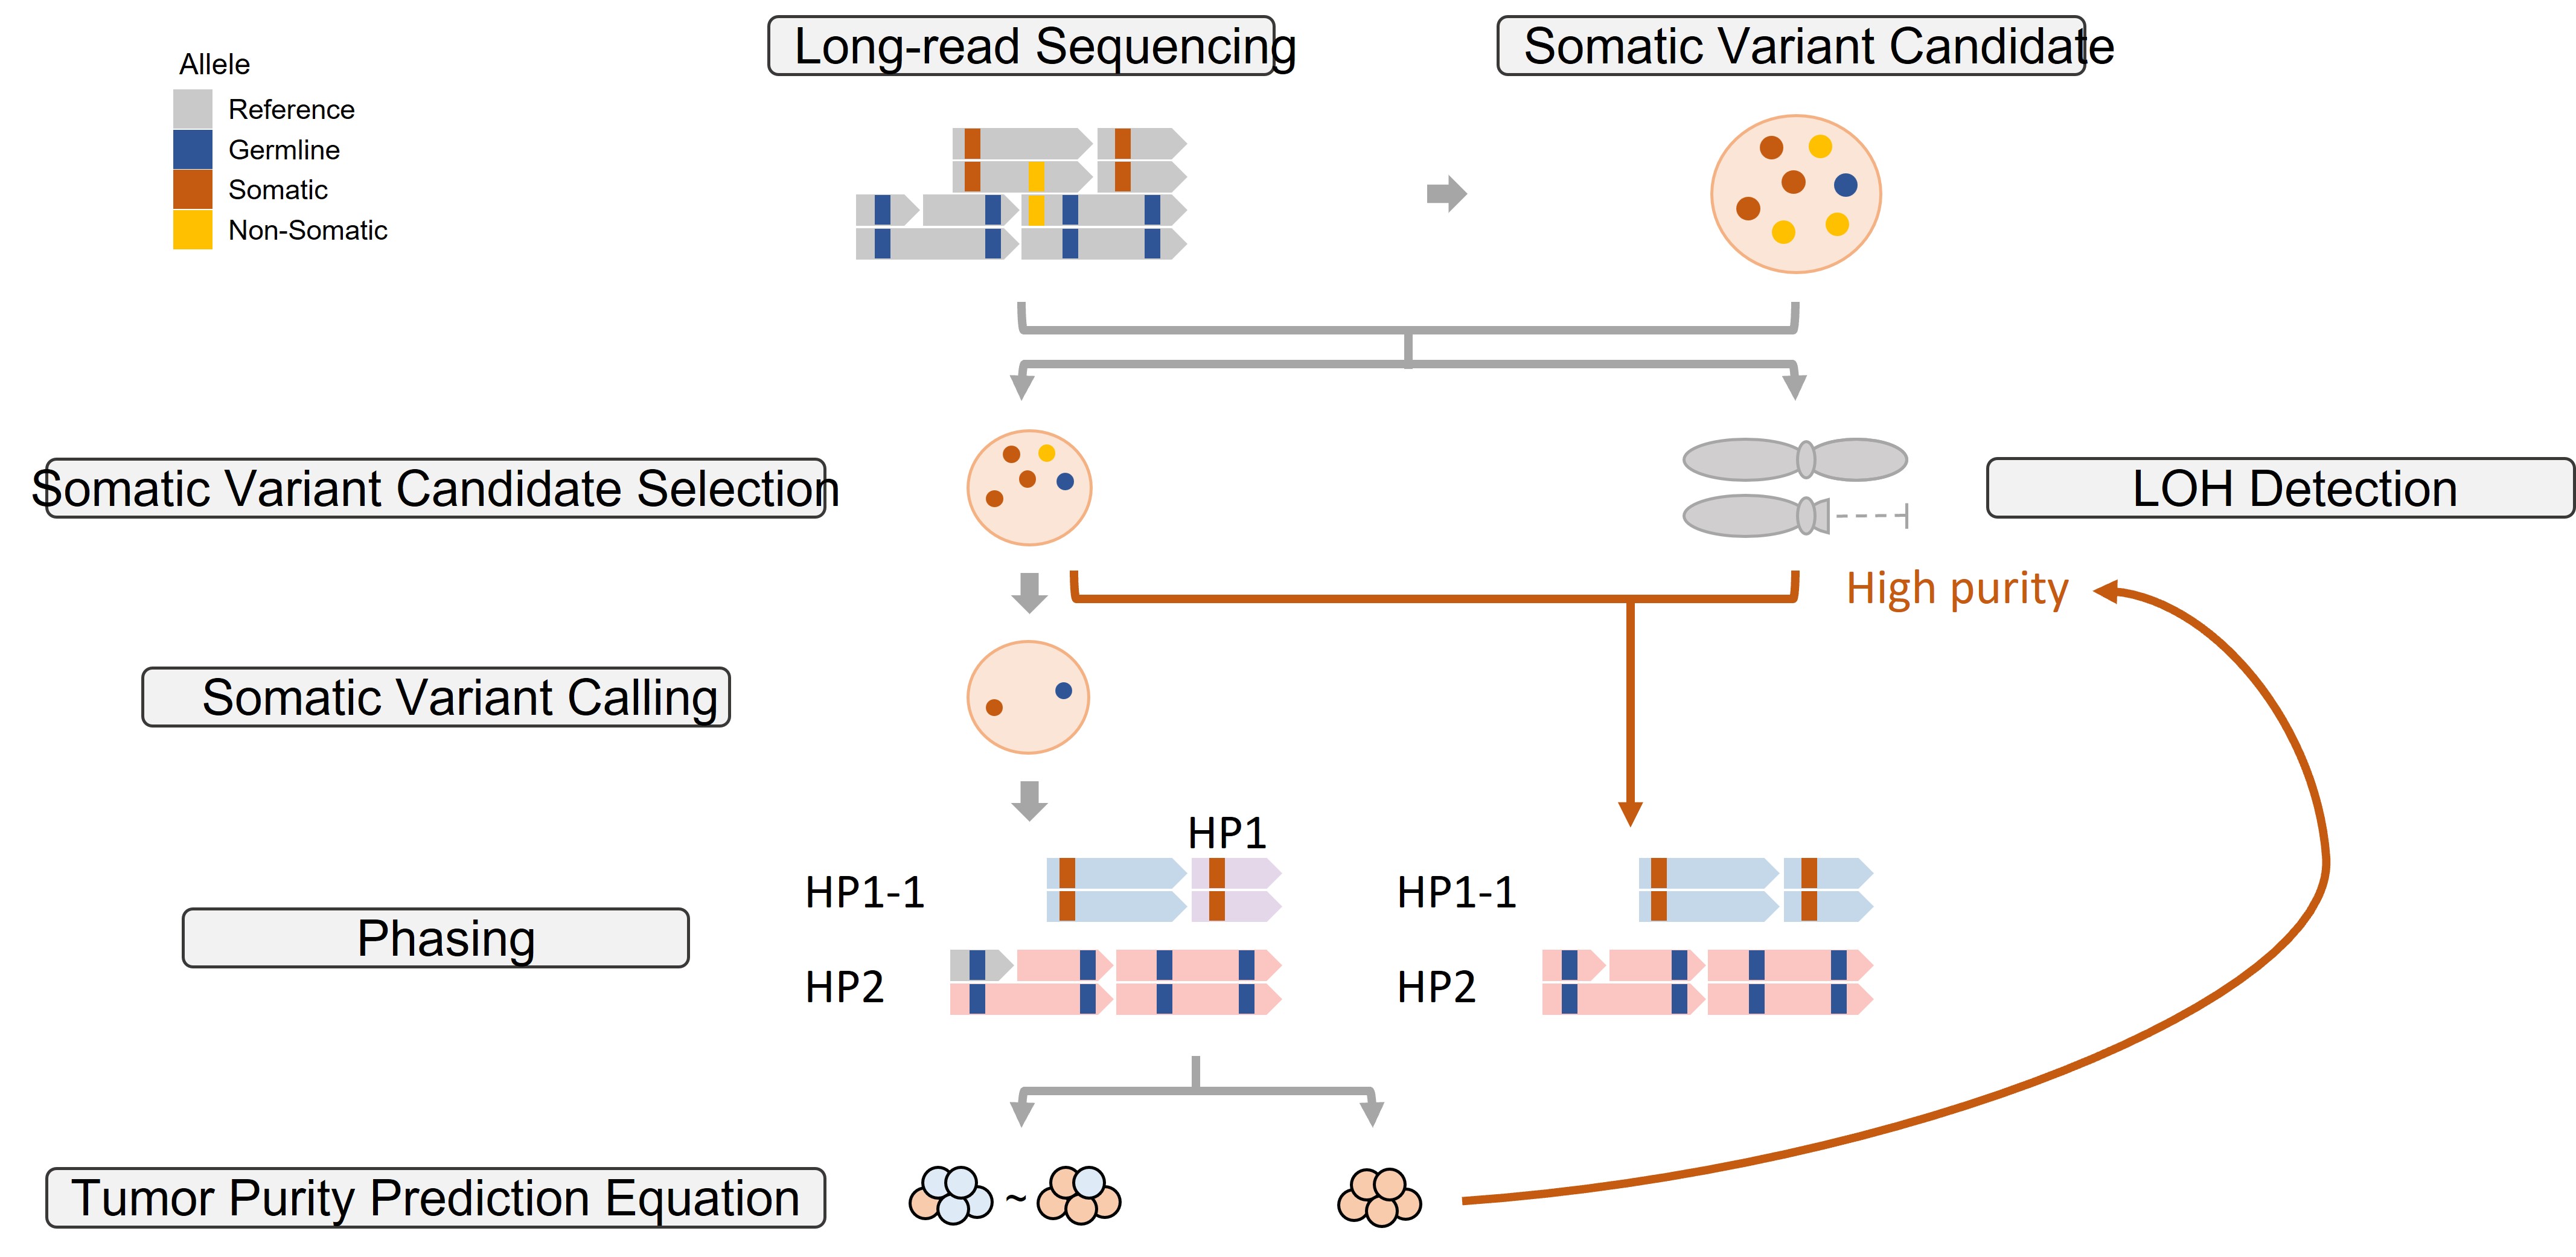 Long-read Sequencing
Somatic Variant Candidate
Allele
Reference
Germline
Somatic
Non-Somatic
Somatic Variant Candidate Selection
LOH Detection
High purity
Somatic Variant Calling
HP1
HP1-1
HP1-1
Phasing
HP2
HP2
Tumor Purity Prediction Equation
~